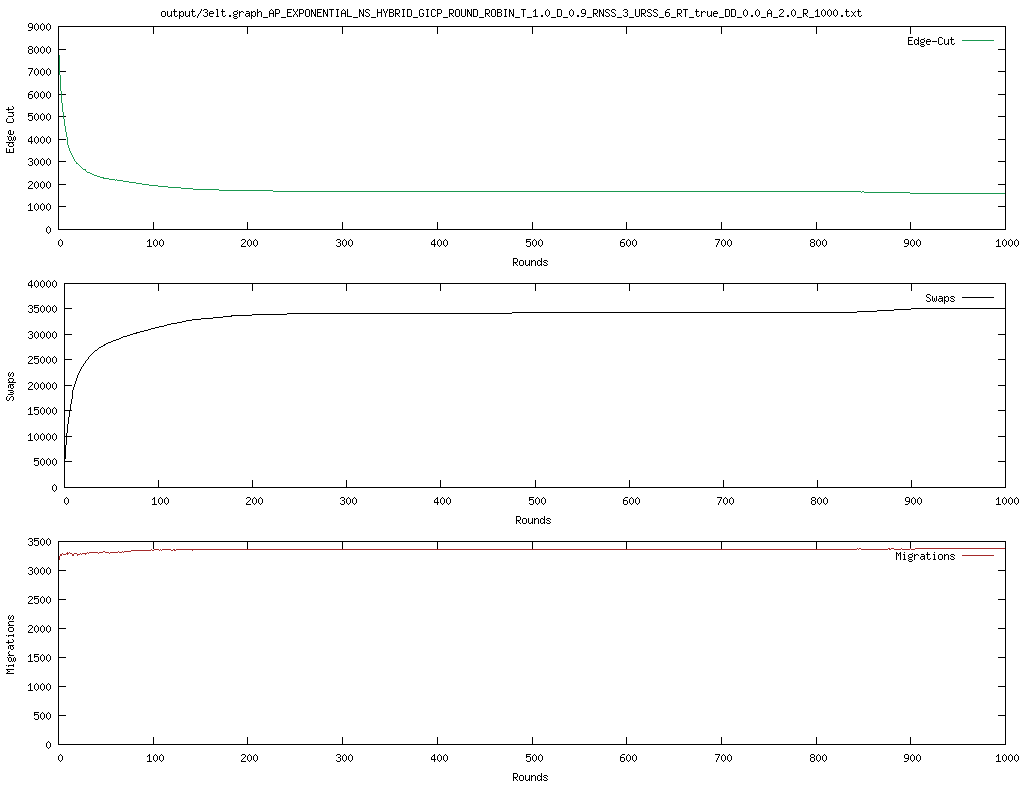 output/3elt.graph_AP_EXPONENTIAL_NS_HYBRID_GICP_ROUND_ROBIN_T_1.0_D_0.9_RNSS_3_URSS_6_RT_true_DD_0.0_A_2.0_R_1000.txt
Edge-Cut
9000
8000
7000
6000
5000
4000
3000
2000
1000
0
Edge Cut
0 100 200 300 400 500 600 700 800 900 1000
Rounds
Swaps
40000
35000
30000
25000
20000
15000
10000
5000
0
Swaps
0 100 200 300 400 500 600 700 800 900 1000
Rounds
Migrations
3500
3000
2500
2000
1500
1000
500
0
Migrations
0 100 200 300 400 500 600 700 800 900 1000
Rounds